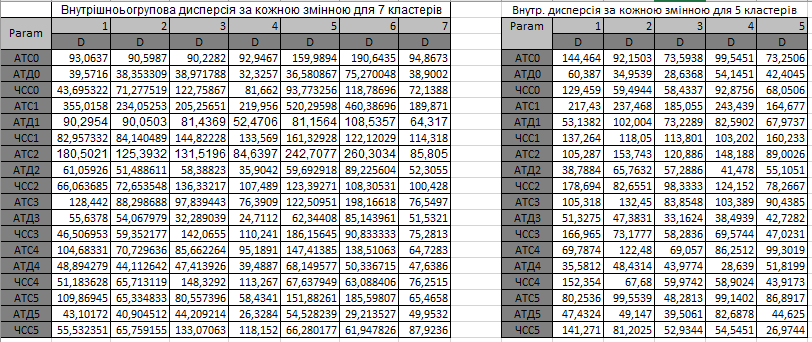 Внутрішньоьгрупова дисперсія за кожною змінною для 7 кластерів Внутр. дисперсія за кожною змінною для 5 кластерів
Param 1 2 3 4 5 6 7 Param 1 2 3 4 5
D D D D D D D D D D D D
АТС0 93,0637 90,5987 90,2282 92,9467 159,9894 190,6435 94,8673 АТС0 144,464 92,1503 73,5938 99,5451 73,2506
АТД0 39,5716 38,353309 38,971788 32,3257 36,580867 75,270048 38,9002 АТД0 60,387 34,9539 28,6368 54,1451 42,4045
ЧСС0 43,695322 71,277519 122,75867 81,662 93,773256 118,78696 72,1388 ЧСС0 129,459 59,4944 58,4337 92,8756 68,0506
АТС1 355,0158 234,05253 205,25651 219,956 520,29598 460,38696 189,871 АТС1 217,43 237,468 185,055 243,439 164,677
АТД1 90,2954 90,0503 81,4369 52,4706 81,1564 108,5357 64,317 АТД1 53,1382 102,004 73,2289 82,5902 67,9737
ЧСС1 82,957332 84,140489 144,82228 133,569 161,32928 122,12029 114,318 ЧСС1 137,264 118,05 113,801 103,202 160,233
АТС2 180,5021 125,3932 131,5196 84,6397 242,7077 260,3034 85,805 АТС2 105,287 153,743 120,886 148,188 89,0026
АТД2 61,05926 51,488611 58,38823 35,9042 59,692918 89,225604 52,3055 АТД2 38,7884 65,7632 57,2886 41,478 55,1051
ЧСС2 66,063685 72,653548 136,33217 107,489 123,39271 108,30531 100,428 ЧСС2 178,694 82,6551 98,3333 124,152 78,2667
АТС3 128,442 88,298688 97,839443 76,3909 122,50951 198,16618 76,5497 АТС3 105,318 132,45 83,8548 103,389 90,4385
АТД3 55,6378 54,067979 32,289039 24,7112 62,34408 85,143961 51,5321 АТД3 51,3275 47,3831 33,1624 38,4939 42,7282
ЧСС3 46,506953 59,352177 142,0655 110,241 186,15645 90,833333 75,2813 ЧСС3 166,965 73,1777 58,2836 69,5744 47,0231
АТС4 104,68331 70,729636 85,662264 95,1891 147,41385 138,51063 64,7283 АТС4 69,7874 122,48 69,057 86,2512 99,3019
АТД4 48,894279 44,112642 47,413926 39,4887 68,149577 50,336715 47,6386 АТД4 35,5812 48,4314 43,9774 28,639 51,8199
ЧСС4 51,183628 65,713119 148,3292 113,267 67,637949 63,088406 76,2515 ЧСС4 152,354 67,68 59,9742 58,9024 43,9173
АТС5 109,86945 65,334833 80,557396 58,4341 151,88261 185,59807 65,4658 АТС5 80,2536 99,5539 48,2813 99,1402 86,8917
АТД5 43,10172 40,904512 44,209214 26,3284 54,528239 29,213527 49,9532 АТД5 47,4324 49,147 39,5061 82,6878 44,625
ЧСС5 55,532351 65,759155 133,07063 118,152 66,280177 61,947826 87,9236 ЧСС5 141,271 81,2025 52,9344 54,5451 26,9744